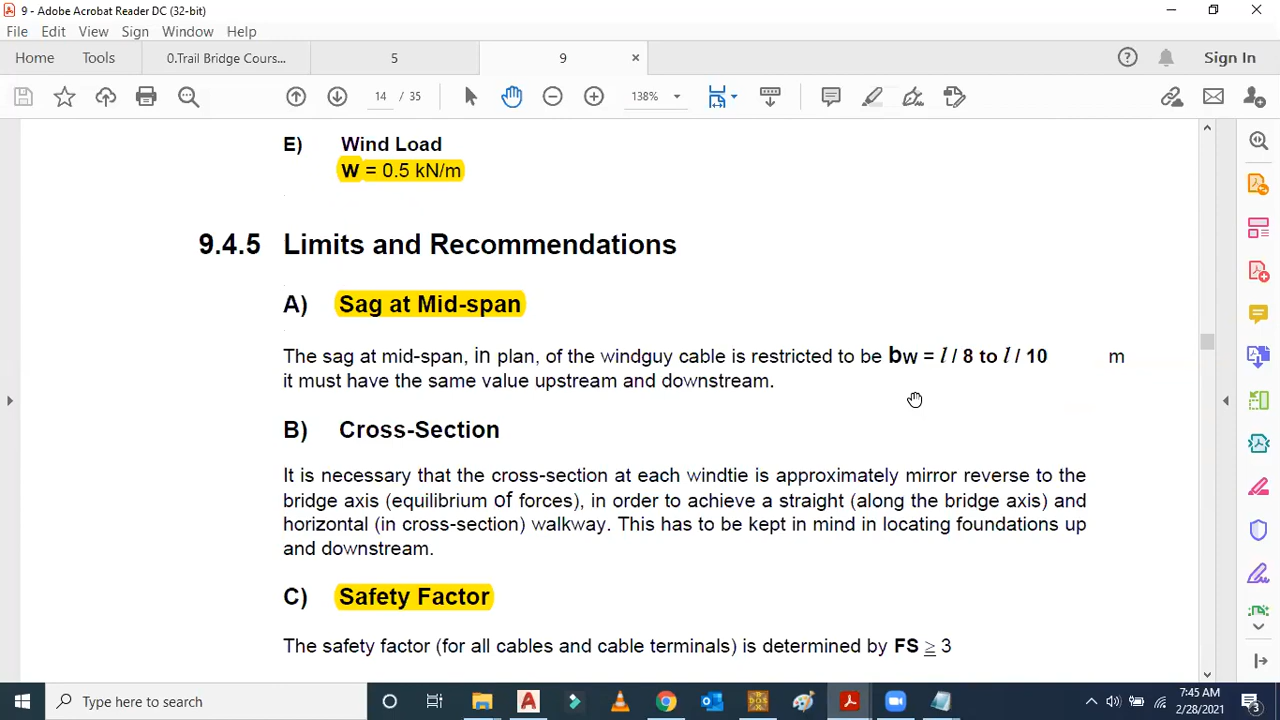 9 - Adobe Acrobat Reader DC (32-bit)
File Edit View Sign Window Help
Home Tools 0.Trail Bridge Cours... 5 9 × Sign In
14 / 35 138%
E) Wind Load
W = 0.5 kN/m
9.4.5 Limits and Recommendations
A) Sag at Mid-span
The sag at mid-span, in plan, of the windguy cable is restricted to be bw = l / 8 to l / 10 m
it must have the same value upstream and downstream.
B) Cross-Section
It is necessary that the cross-section at each windtie is approximately mirror reverse to the
bridge axis (equilibrium of forces), in order to achieve a straight (along the bridge axis) and
horizontal (in cross-section) walkway. This has to be kept in mind in locating foundations up
and downstream.
C) Safety Factor
The safety factor (for all cables and cable terminals) is determined by FS ≥ 3
Type here to search
7:45 AM
2/28/2021
3